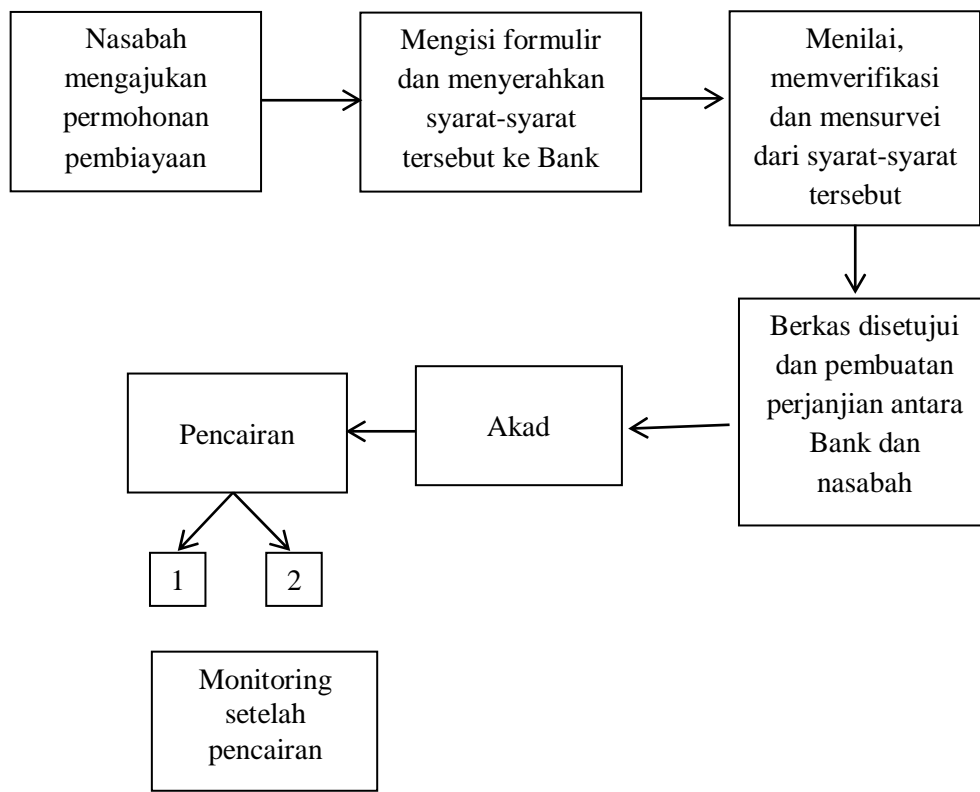 Nasabah
mengajukan
permohonan
pembiayaan
Mengisi formulir
dan menyerahkan
syarat-syarat
tersebut ke Bank
Menilai,
memverifikasi
dan mensurvei
dari syarat-syarat
tersebut
Berkas disetujui
dan pembuatan
perjanjian antara
Bank dan
nasabah
Akad
Pencairan
1
2
Monitoring
setelah
pencairan